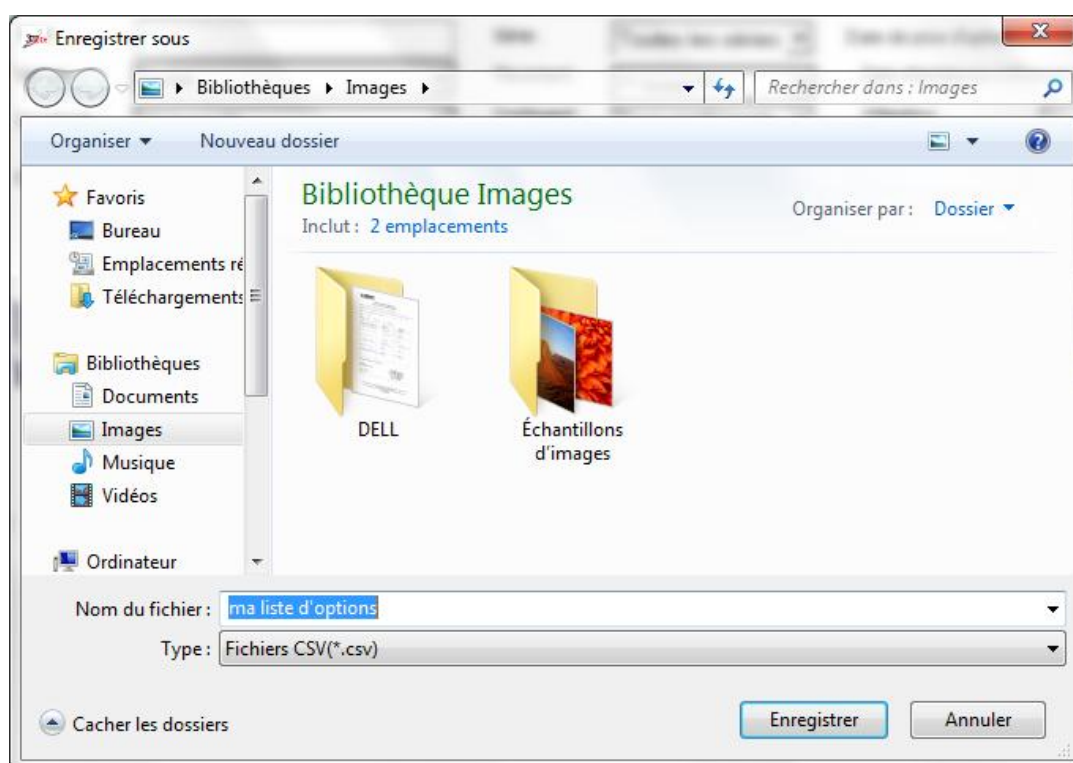 Enregistrer sous
Bibliothèques Images
Rechercher dans : Images
Organiser Nouveau dossier
Favoris
Bureau
Emplacements ré
Téléchargements
Bibliothèques
Documents
Images
Musique
Vidéos
Ordinateur
Bibliothèque Images
Inclut : 2 emplacements
Organiser par : Dossier
DELL
Échantillons
d'images
Nom du fichier : ma liste d'options
Type : Fichiers CSV(*.csv)
Cacher les dossiers
Enregistrer
Annuler